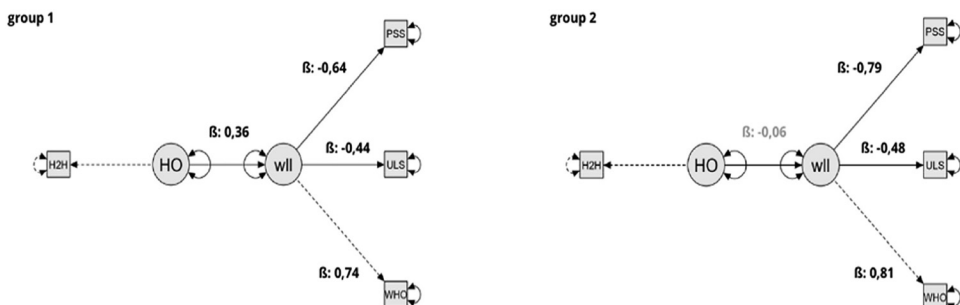 group 1
PSS
ß: -0,64
ß: 0,36
ß: -0,44
H2H
HO
wll
ULS
ß: 0,74
WHO
group 2
PSS
ß: -0,79
ß: -0,06
ß: -0,48
H2H
HO
wll
ULS
ß: 0,81
WHO